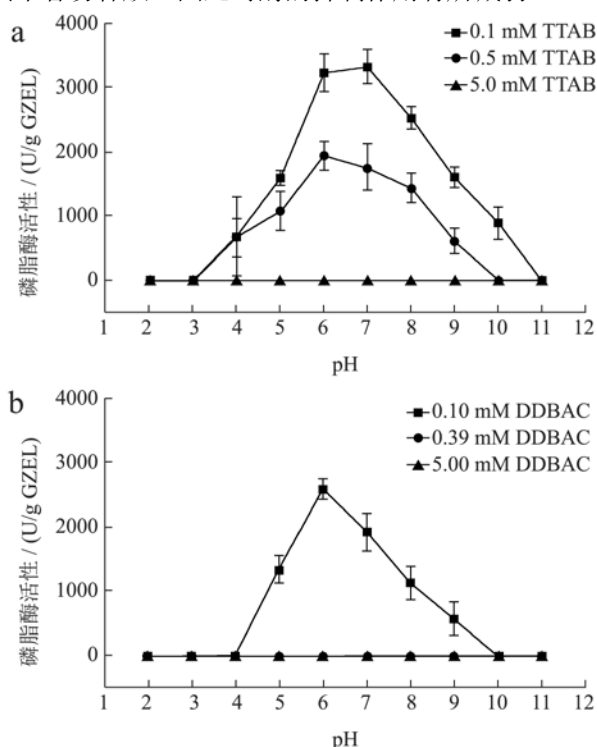 a
4000
3000
2000
1000
0
磷脂酶活性 / (U/g GZEL)
0.1 mM TTAB
0.5 mM TTAB
5.0 mM TTAB
1 2 3 4 5 6 7 8 9 10 11 12
pH
b
4000
3000
2000
1000
0
磷脂酶活性 / (U/g GZEL)
0.10 mM DDBAC
0.39 mM DDBAC
5.00 mM DDBAC
1 2 3 4 5 6 7 8 9 10 11 12
pH